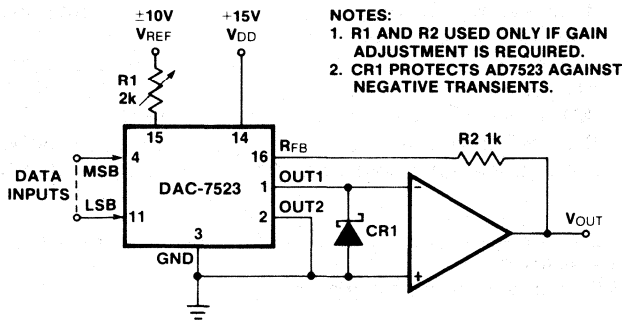 ±10V
VREF
+15V
VDD
NOTES:
1. R1 AND R2 USED ONLY IF GAIN
ADJUSTMENT IS REQUIRED.
2. CR1 PROTECTS AD7523 AGAINST
NEGATIVE TRANSIENTS.
R1
2k
15
14
RFB
R2 1k
DATA
INPUTS
MSB
4
16
DAC-7523
1
OUT1
LSB
11
2
OUT2
3
GND
CR1
−
+
VOUT